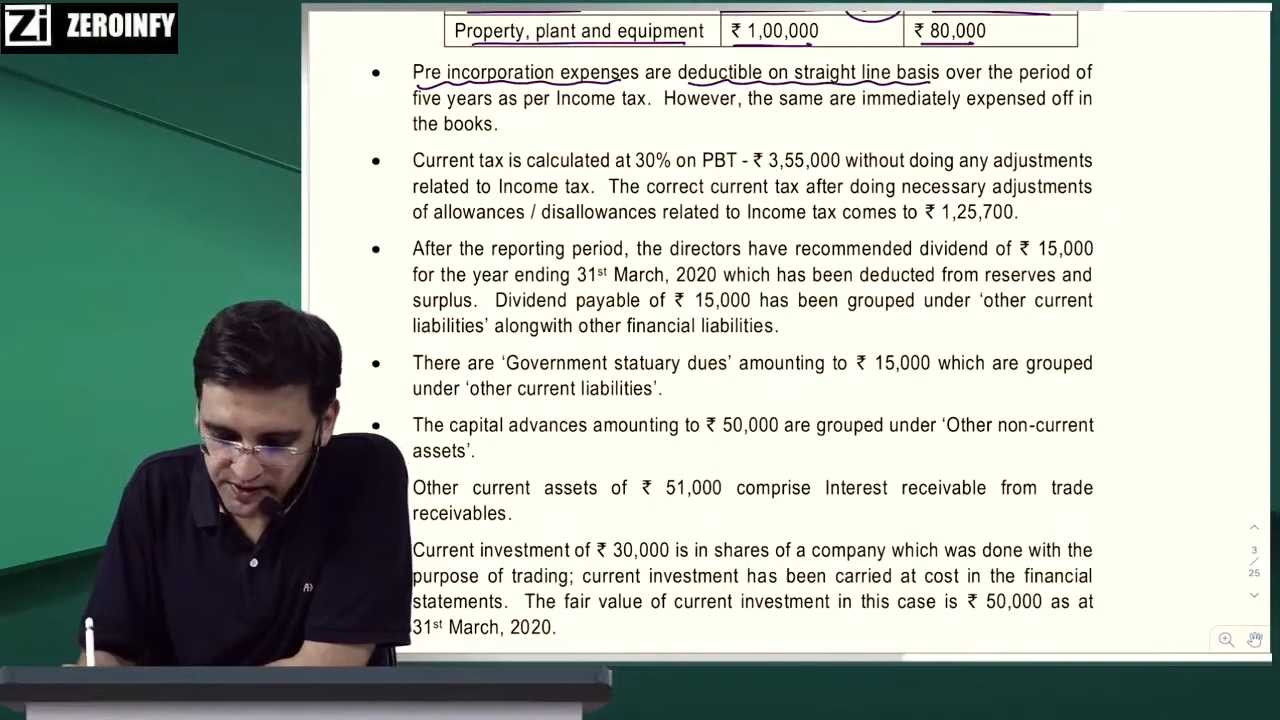 Zi ZEROINFY
Property, plant and equipment ₹ 1,00,000 ₹ 80,000
• Pre incorporation expenses are deductible on straight line basis over the period of
five years as per Income tax. However, the same are immediately expensed off in
the books.
• Current tax is calculated at 30% on PBT - ₹ 3,55,000 without doing any adjustments
related to Income tax. The correct current tax after doing necessary adjustments
of allowances / disallowances related to Income tax comes to ₹ 1,25,700.
• After the reporting period, the directors have recommended dividend of ₹ 15,000
for the year ending 31st March, 2020 which has been deducted from reserves and
surplus. Dividend payable of ₹ 15,000 has been grouped under ‘other current
liabilities’ alongwith other financial liabilities.
• There are ‘Government statuary dues’ amounting to ₹ 15,000 which are grouped
under ‘other current liabilities’.
• The capital advances amounting to ₹ 50,000 are grouped under ‘Other non-current
assets’.
Other current assets of ₹ 51,000 comprise Interest receivable from trade
receivables.
Current investment of ₹ 30,000 is in shares of a company which was done with the
purpose of trading; current investment has been carried at cost in the financial
statements. The fair value of current investment in this case is ₹ 50,000 as at
31st March, 2020.
3
/
25